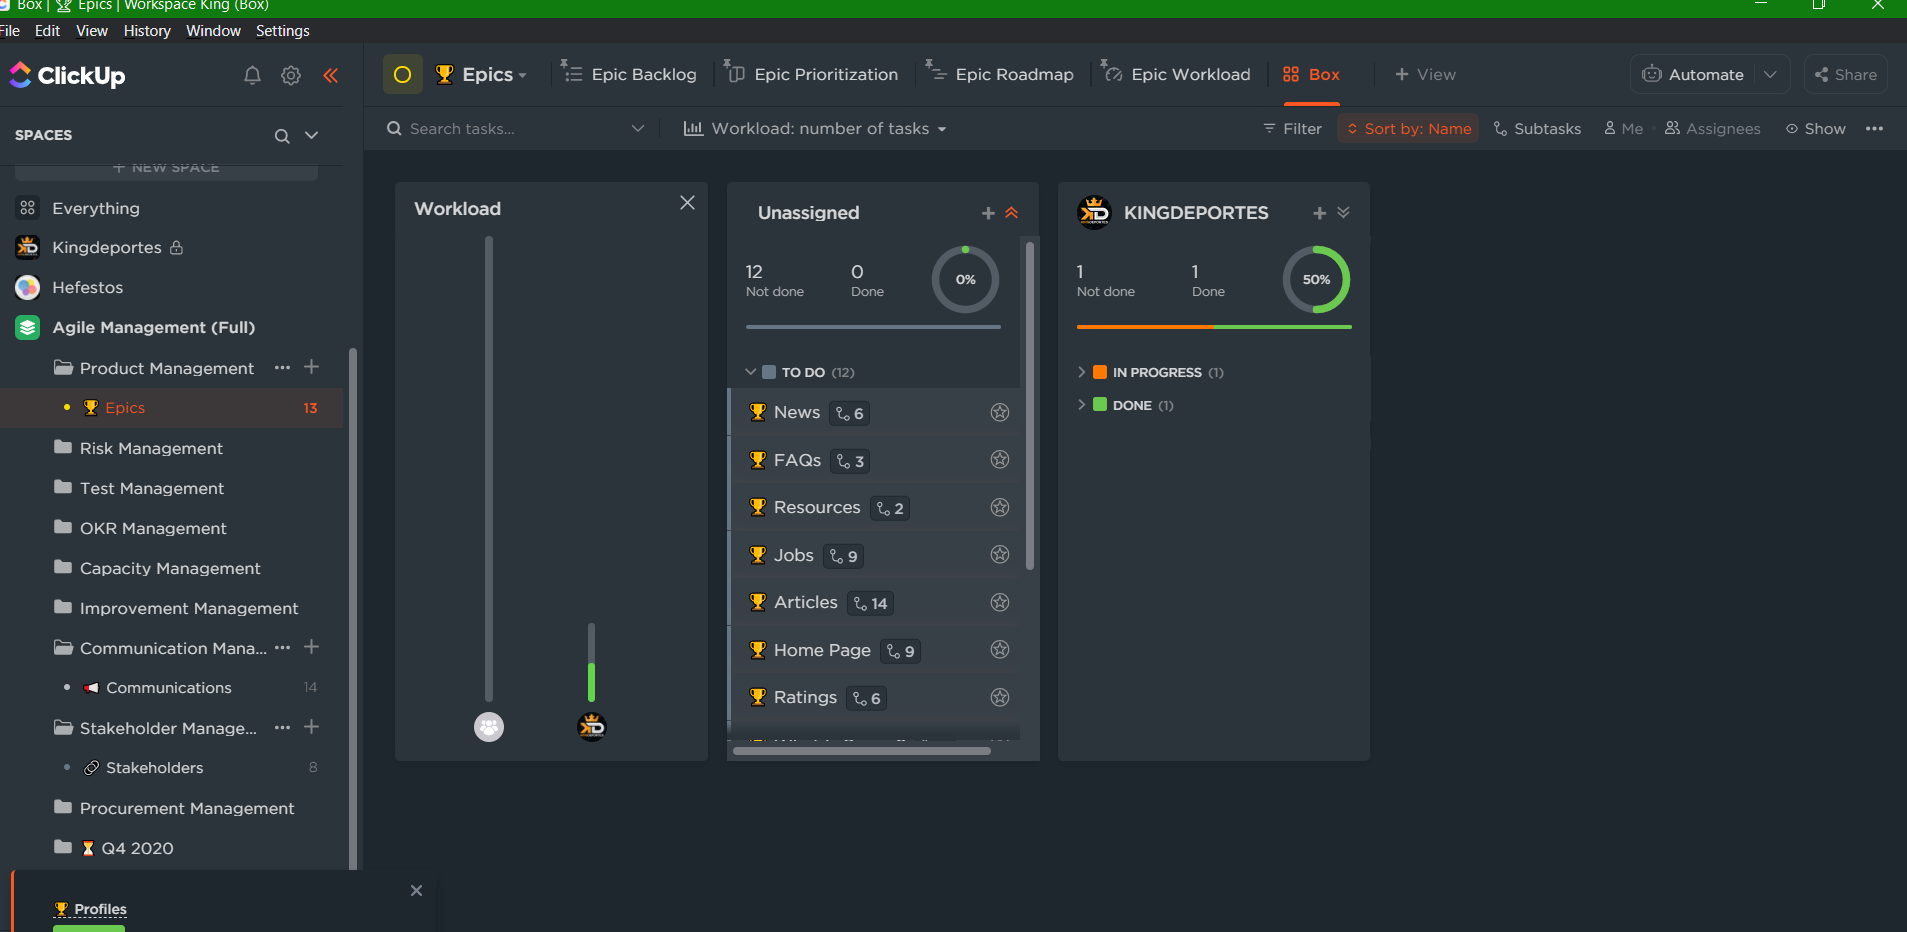 Box | Epics | Workspace King (Box)
File Edit View History Window Settings
ClickUp
Epics
Epic Backlog
Epic Prioritization
Epic Roadmap
Epic Workload
Box
+ View
Automate
Share
SPACES
Search tasks...
Workload: number of tasks
Filter
Sort by: Name
Subtasks
Me
Assignees
Show
+ NEW SPACE
Everything
Kingdeportes
Hefestos
Agile Management (Full)
Product Management
Epics 13
Risk Management
Test Management
OKR Management
Capacity Management
Improvement Management
Communication Mana...
Communications 14
Stakeholder Manage...
Stakeholders 8
Procurement Management
Q4 2020
Profiles
Workload
KD
Unassigned
12 0
Not done Done
0%
TO DO (12)
News 6
FAQs 3
Resources 2
Jobs 9
Articles 14
Home Page 9
Ratings 6
KD
KINGDEPORTES
1 1
Not done Done
50%
IN PROGRESS (1)
DONE (1)